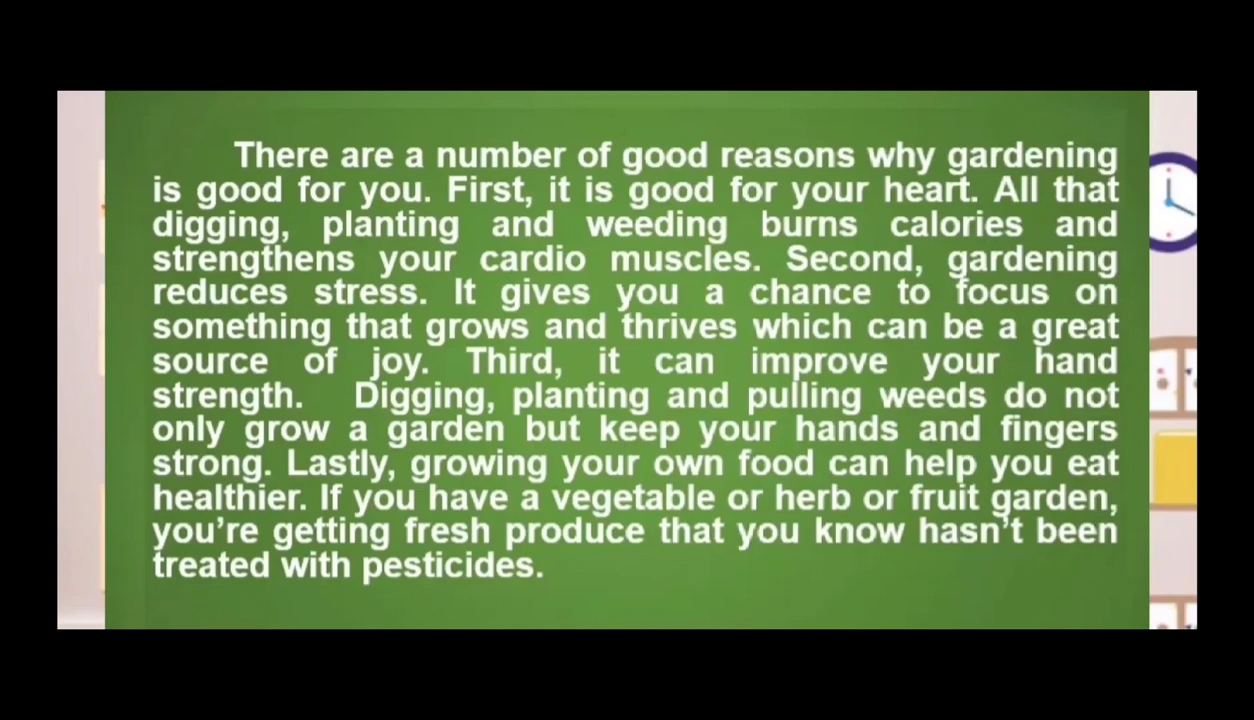 There are a number of good reasons why gardening
is good for you. First, it is good for your heart. All that
digging, planting and weeding burns calories and
strengthens your cardio muscles. Second, gardening
reduces stress. It gives you a chance to focus on
something that grows and thrives which can be a great
source of joy. Third, it can improve your hand
strength. Digging, planting and pulling weeds do not
only grow a garden but keep your hands and fingers
strong. Lastly, growing your own food can help you eat
healthier. If you have a vegetable or herb or fruit garden,
you’re getting fresh produce that you know hasn’t been
treated with pesticides.